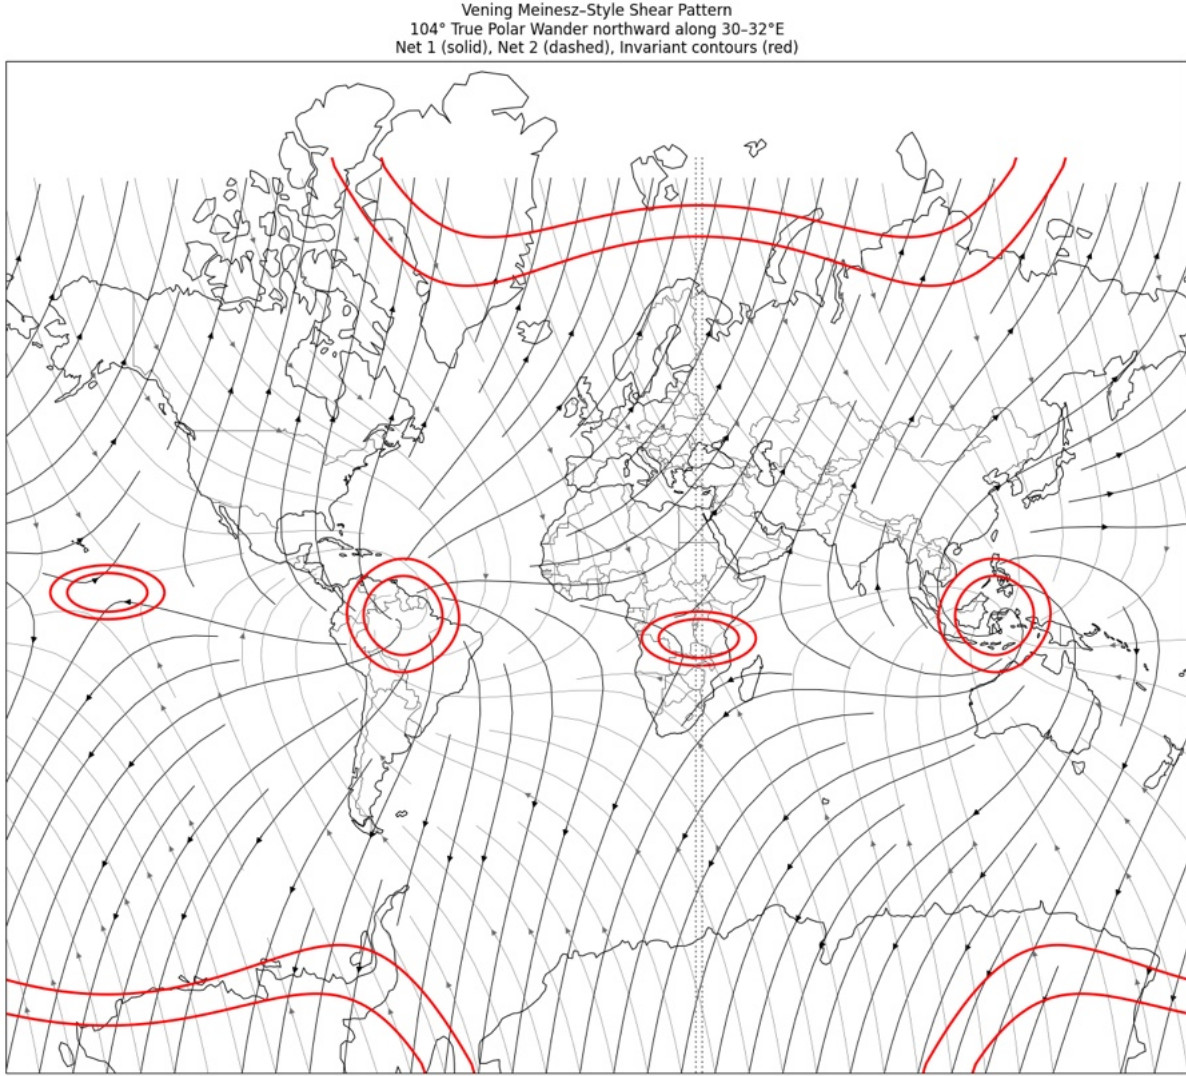 Vening Meinesz–Style Shear Pattern
104° True Polar Wander northward along 30–32°E
Net 1 (solid), Net 2 (dashed), Invariant contours (red)